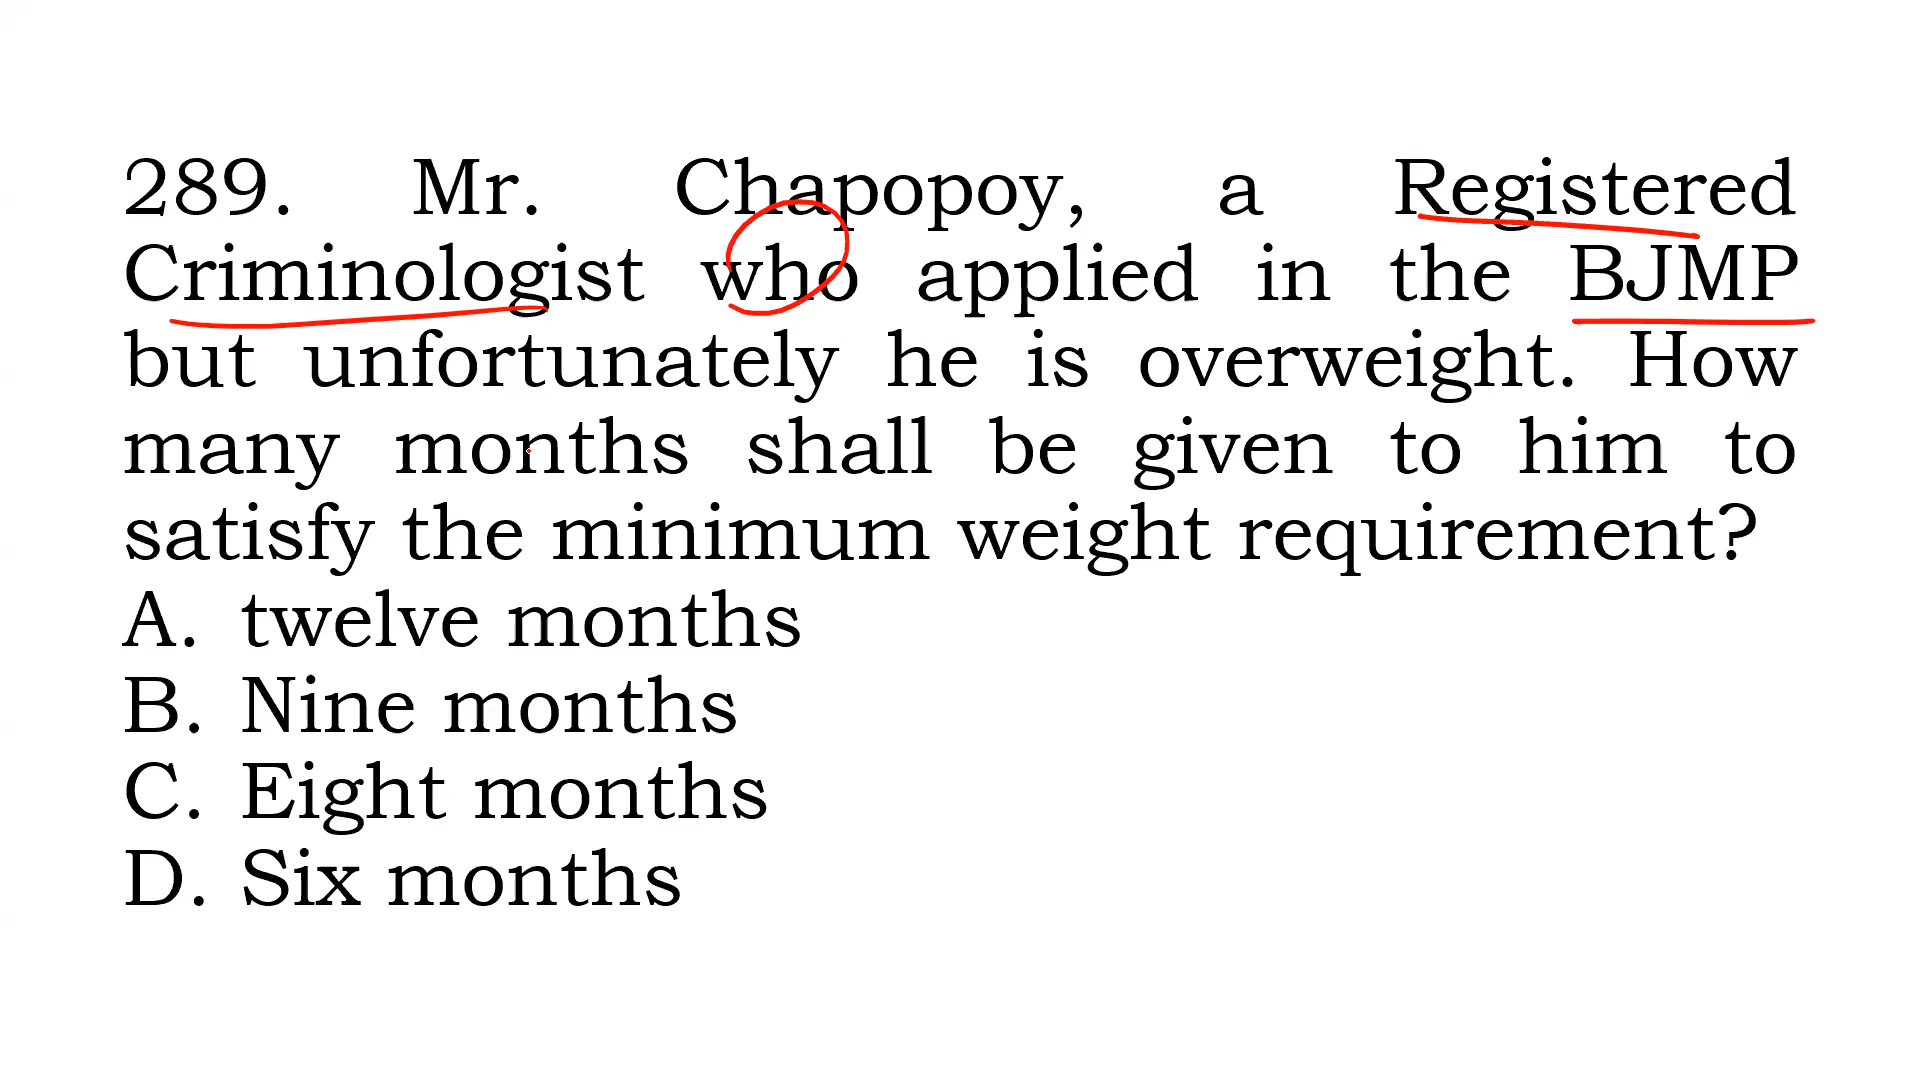 289. Mr. Chapopoy, a Registered
Criminologist who applied in the BJMP
but unfortunately he is overweight. How
many months shall be given to him to
satisfy the minimum weight requirement?
A. twelve months
B. Nine months
C. Eight months
D. Six months